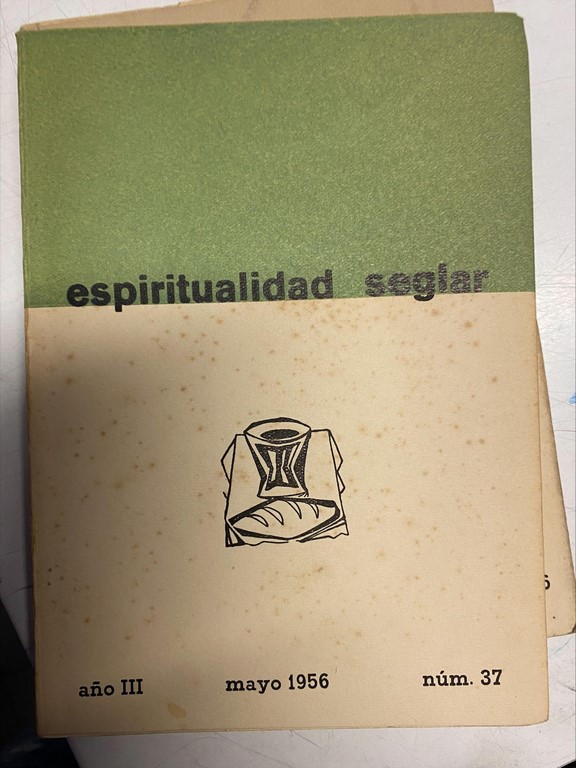 espiritualidad seglar
año III mayo 1956 núm. 37